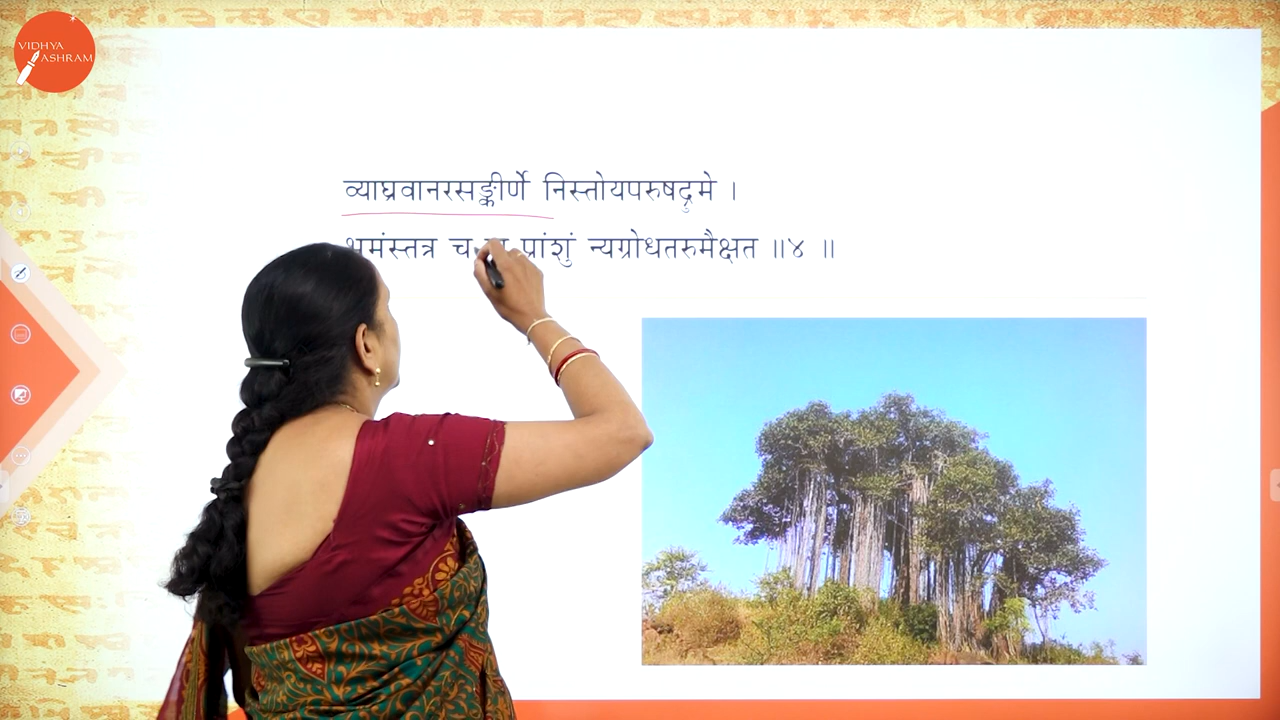 VIDHYA
ASHRAM
व्याघ्रवानरसङ्कीर्णे निस्तोयपरुषद्रुमे ।
च प्रांशुं न्यग्रोधतरुमैक्षत ॥४ ॥